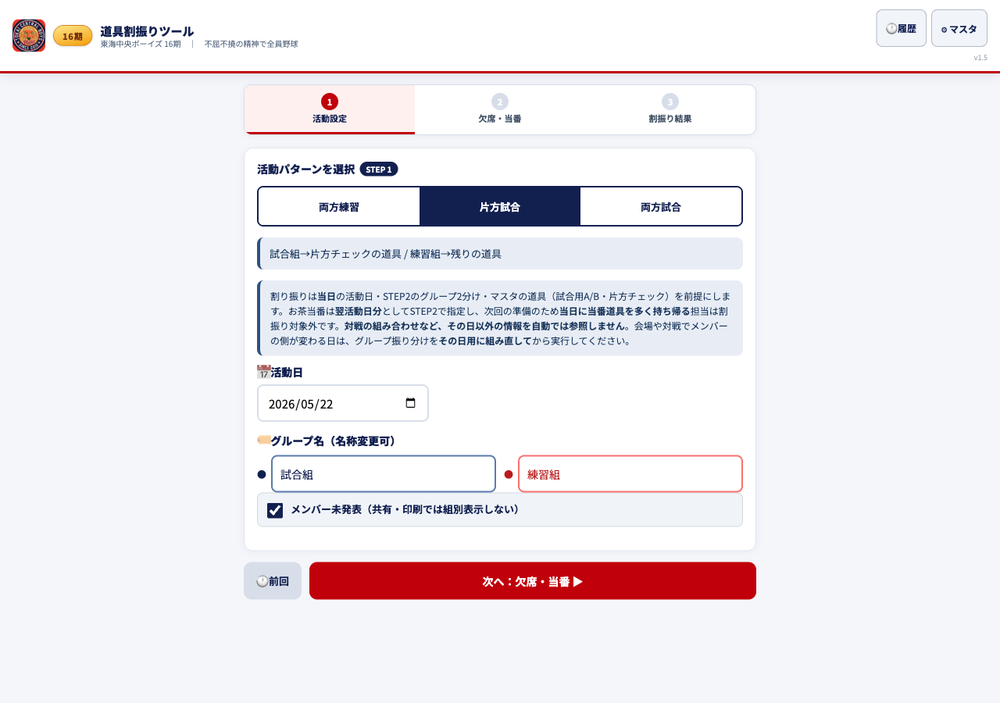 16期
道具割振りツール
東海中央ボーイズ 16期 ｜ 不屈不撓の精神で全員野球
🕐履歴
⚙ マスタ
v1.5
1
活動設定
2
欠席・当番
3
割振り結果
活動パターンを選択 STEP 1
両方練習
片方試合
両方試合
試合組→片方チェックの道具 / 練習組→残りの道具
割り振りは当日の活動日・STEP2のグループ2分け・マスタの道具（試合用A/B・片方チェック）を前提にしま
す。お茶当番は翌活動日分としてSTEP2で指定し、次回の準備のため当日に当番道具を多く持ち帰る担当は割
振り対象外です。対戦の組み合わせなど、その日以外の情報を自動では参照しません。会場や対戦でメンバー
の側が変わる日は、グループ振り分けをその日用に組み直してから実行してください。
📅活動日
2026/05/22
🏷グループ名（名称変更可）
試合組
練習組
メンバー未発表（共有・印刷では組別表示しない）
🕐前回
次へ：欠席・当番 ▶